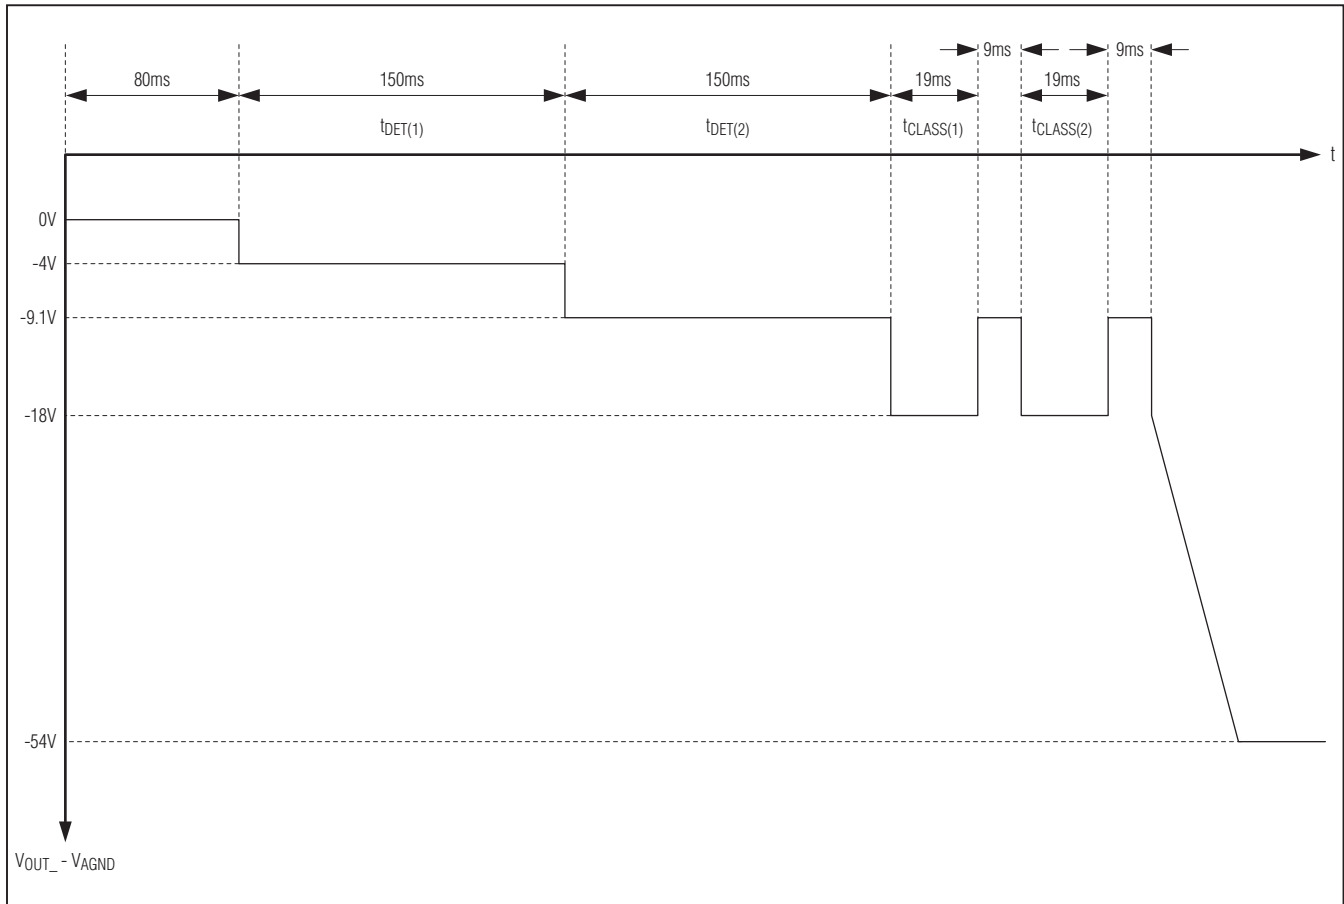 9ms 9ms
80ms 150ms 150ms 19ms 19ms
tDET(1) tDET(2) tCLASS(1) tCLASS(2)
t
0V
-4V
-9.1V
-18V
-54V
VOUT_ - VAGND